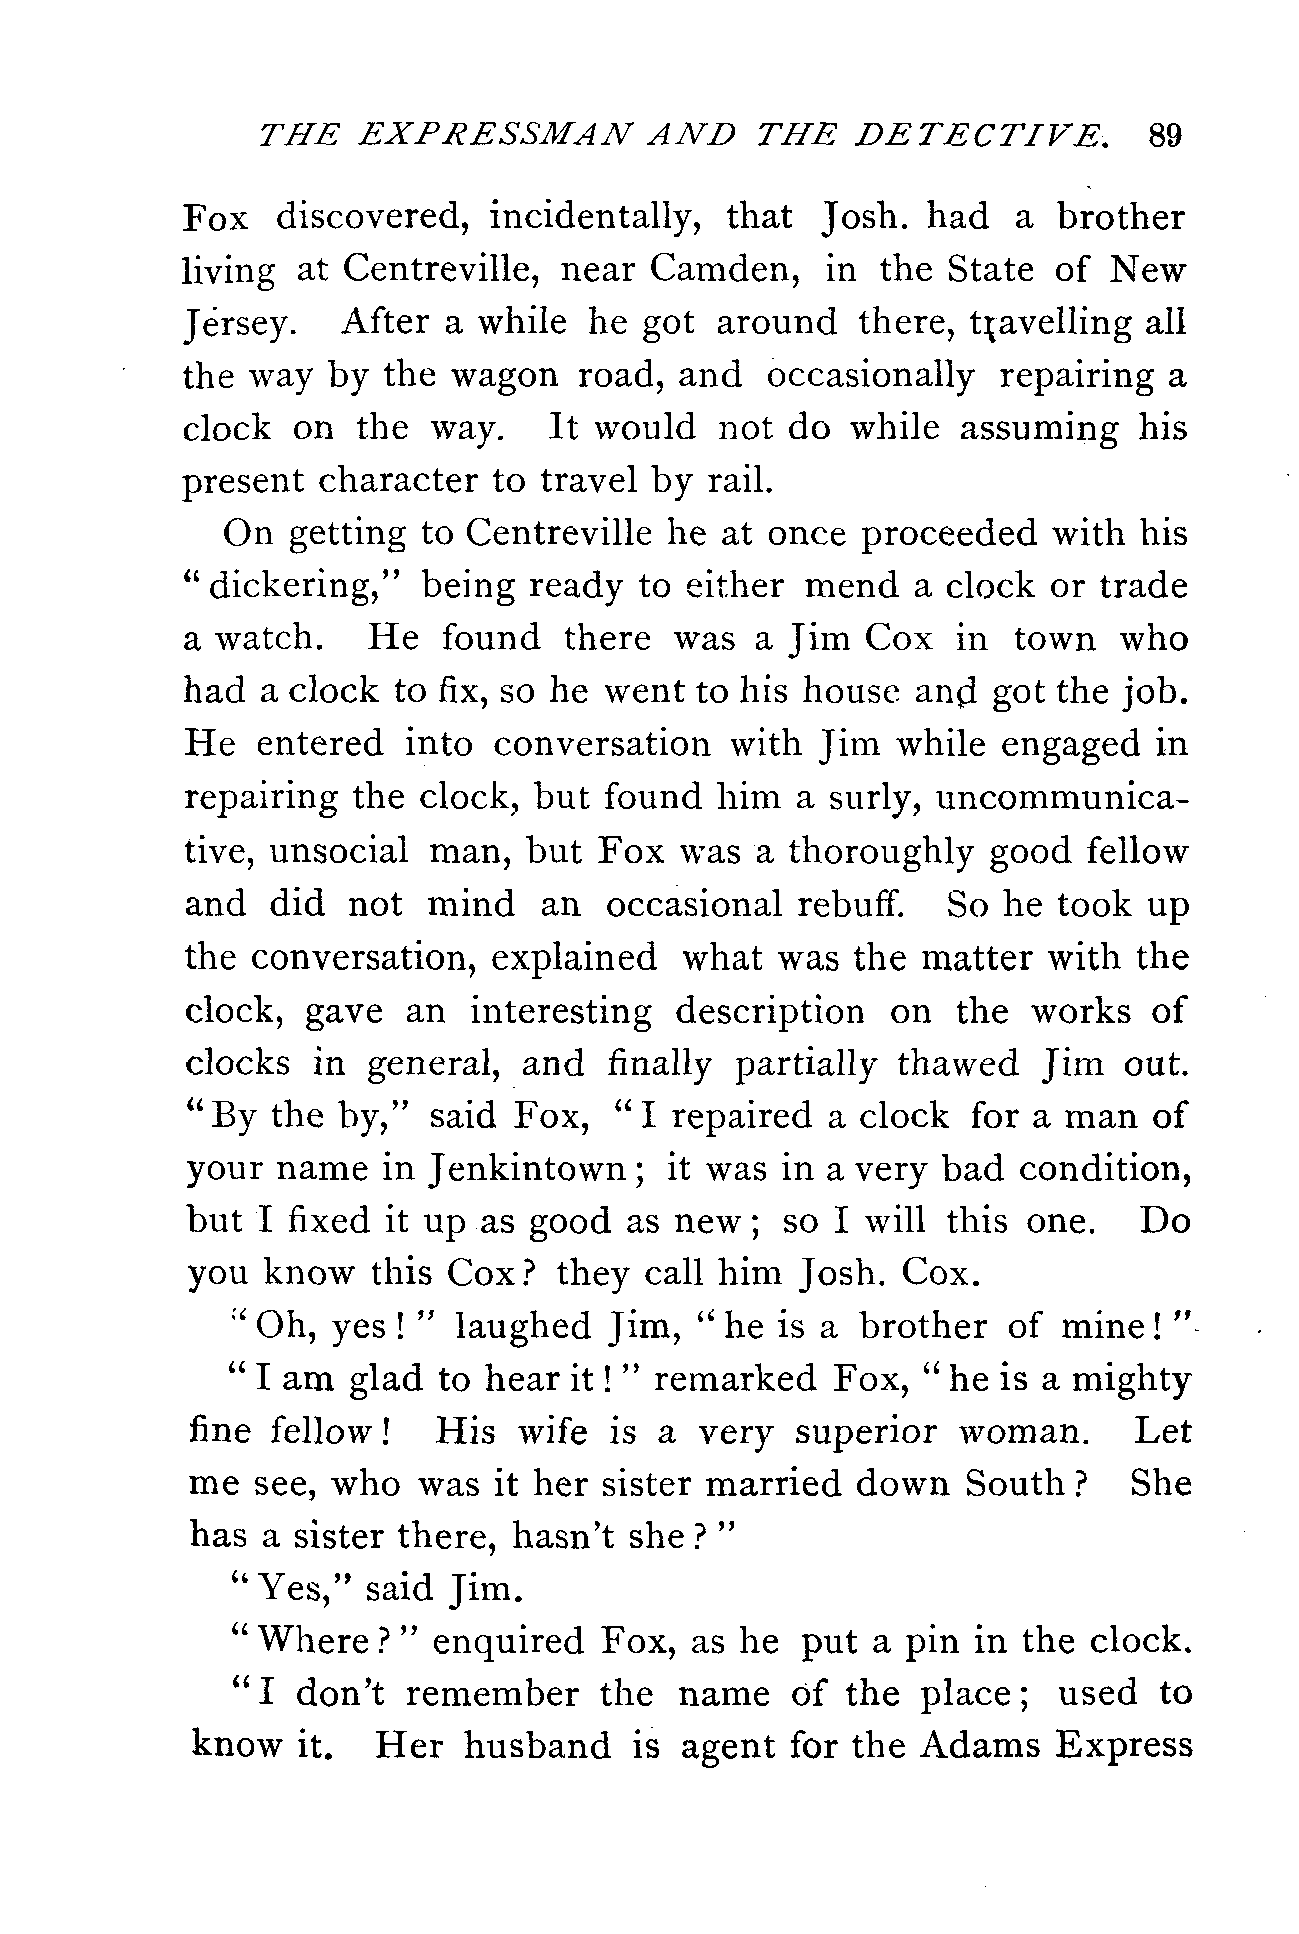 THE EXPRESSMAN AND THE DETECTIVE. 89
Fox discovered, incidentally, that Josh. had a brother
living at Centreville, near Camden, in the State of New
Jersey. After a while he got around there, travelling all
the way by the wagon road, and occasionally repairing a
clock on the way. It would not do while assuming his
present character to travel by rail.
On getting to Centreville he at once proceeded with his
"dickering," being ready to either mend a clock or trade
a watch. He found there was a Jim Cox in town who
had a clock to fix, so he went to his house and got the job.
He entered into conversation with Jim while engaged in
repairing the clock, but found him a surly, uncommunica-
tive, unsocial man, but Fox was a thoroughly good fellow
and did not mind an occasional rebuff. So he took up
the conversation, explained what was the matter with the
clock, gave an interesting description on the works of
clocks in general, and finally partially thawed Jim out.
"By the by," said Fox, "I repaired a clock for a man of
your name in Jenkintown; it was in a very bad condition,
but I fixed it up as good as new; so I will this one. Do
you know this Cox? they call him Josh. Cox.
"Oh, yes!" laughed Jim, "he is a brother of mine!"
"I am glad to hear it!" remarked Fox, "he is a mighty
fine fellow! His wife is a very superior woman. Let
me see, who was it her sister married down South? She
has a sister there, hasn't she?"
"Yes," said Jim.
"Where?" enquired Fox, as he put a pin in the clock.
"I don't remember the name of the place; used to
know it. Her husband is agent for the Adams Express